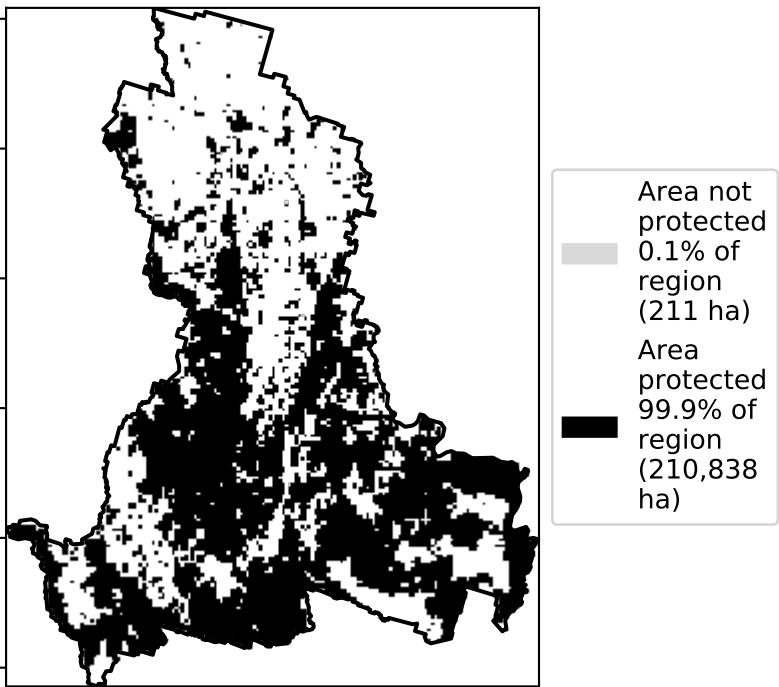 Area not
protected
0.1% of
region
(211 ha)
Area
protected
99.9% of
region
(210,838
ha)